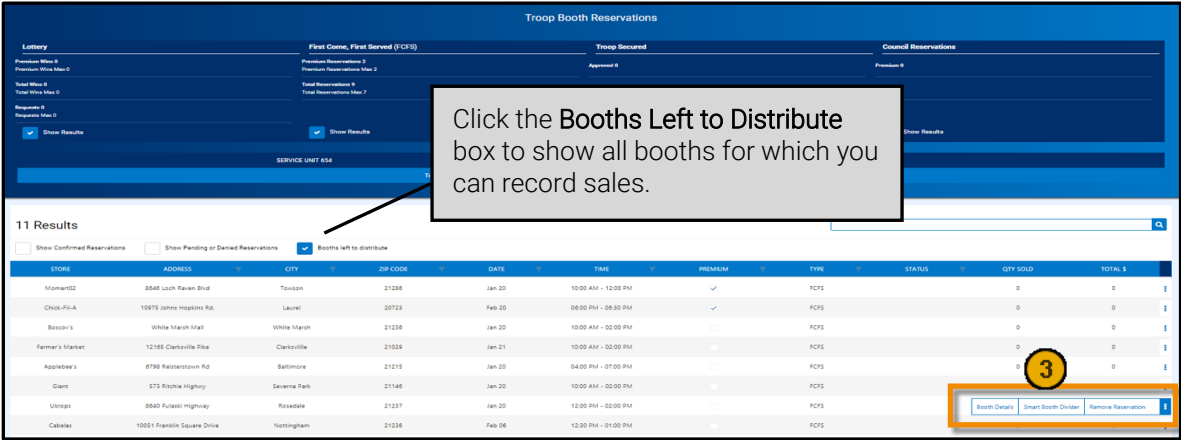 Troop Booth Reservations
Lottery First Come, First Served (FCFS) Troop Secured Council Reservations
Premium Wins 0 Premium Reservations 2 Approved 0 Premium 0
Premium Wins Max 0 Premium Reservations Max 2
Total Wins 0 Total Reservations 9
Total Wins Max 0 Total Reservations Max 7
Requests 0
Requests Max 0
Show Results Show Results Show Results
SERVICE UNIT 654
Click the Booths Left to Distribute
box to show all booths for which you
can record sales.
11 Results
Show Confirmed Reservations Show Pending or Denied Reservations Booths left to distribute
STORE ADDRESS CITY ZIP CODE DATE TIME PREMIUM TYPE STATUS QTY SOLD TOTAL $
Momart02 8646 Loch Raven Blvd Towson 21286 Jan 20 10:00 AM - 12:00 PM FCFS 0 0
Chick-Fil-A 10975 Johns Hopkins Rd. Laurel 20723 Feb 20 06:00 PM - 06:30 PM FCFS 0 0
Boscov's White Marsh Mall White Marsh 21236 Jan 20 10:00 AM - 02:00 PM FCFS 0 0
Farmer's Market 12165 Clarksville Pike Clarksville 21029 Jan 21 10:00 AM - 02:00 PM FCFS 0 0
Applebee's 6798 Reisterstown Rd Baltimore 21215 Jan 20 04:00 PM - 07:00 PM FCFS 0 0
3
Giant 573 Ritchie Highwy Severna Park 21146 Jan 20 10:00 AM - 02:00 PM FCFS
Ukrops 8640 Pulaski Highway Rosedale 21237 Jan 20 12:00 PM - 02:00 PM FCFS Booth Details Smart Booth Divider Remove Reservation
Cabelas 10051 Franklin Square Drive Nottingham 21236 Feb 06 12:30 PM - 01:00 PM FCFS 0 0